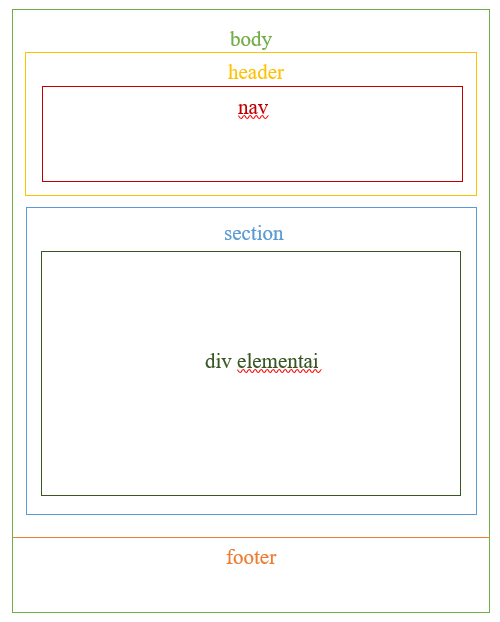 body
header
nav
section
div elementai
footer